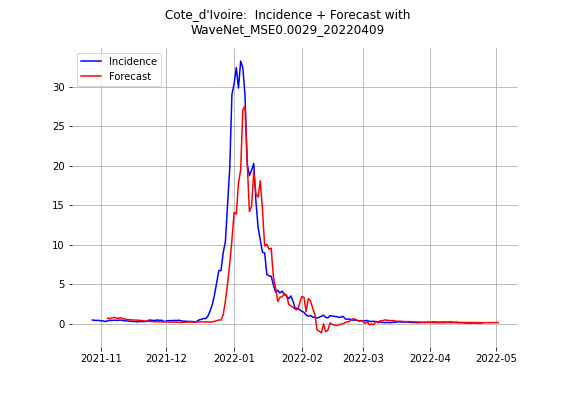 Cote_d'Ivoire:  Incidence + Forecast with
WaveNet_MSE0.0029_20220409
Incidence
Forecast
30
25
20
15
10
5
0
2021-11 2021-12 2022-01 2022-02 2022-03 2022-04 2022-05